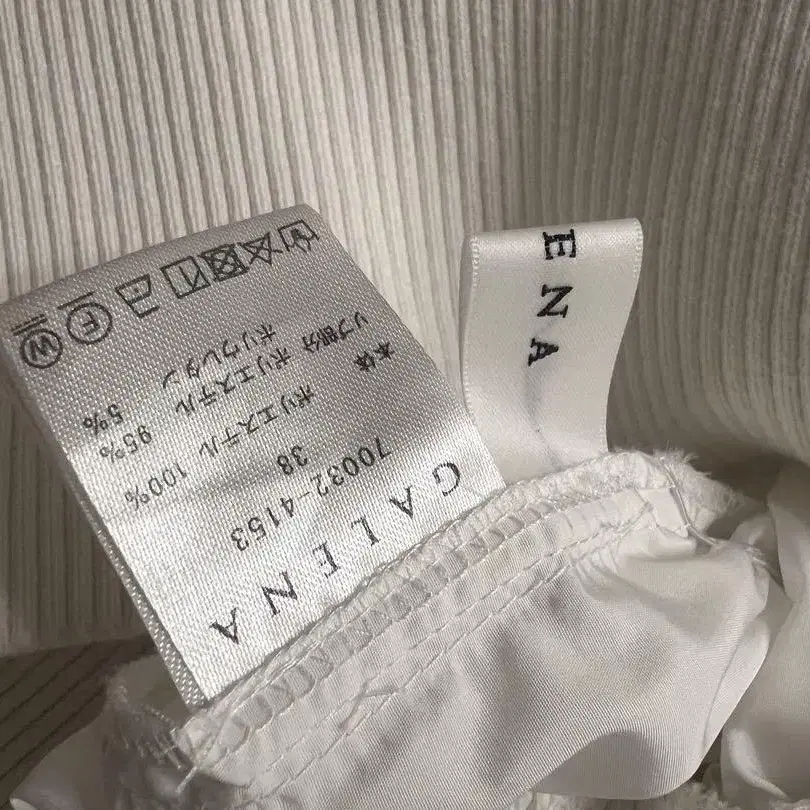 GALENA
70032-4153
38
本体 ポリエステル 100%
リブ部分 ポリエステル 95%
ポリウレタン 5%
F
W
ENA